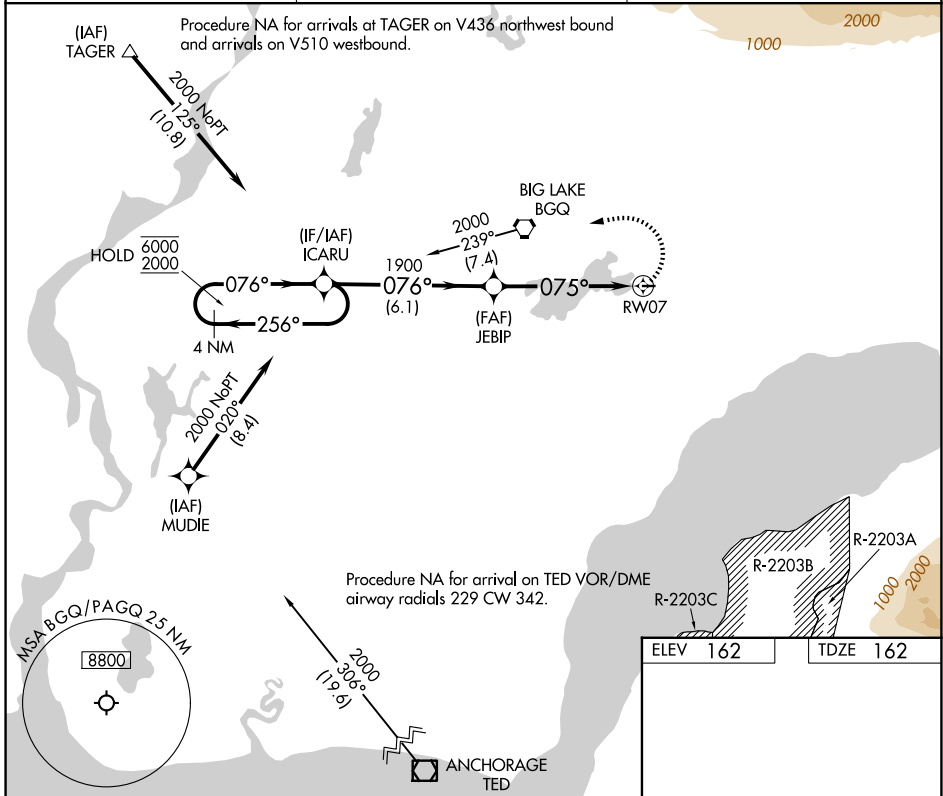 Procedure NA for arrivals at TAGER on V436 northwest bound
and arrivals on V510 westbound.
(IAF)
TAGER
2000 NoPT
125°
(10.8)
2000
1000
BIG LAKE
BGQ
2000
239°
(7.4)
HOLD
6000
2000
(IF/IAF)
ICARU
076°
1900
076°
(6.1)
075°
RW07
256°
4 NM
(FAF)
JEBIP
2000 NoPT
020°
(8.4)
(IAF)
MUDIE
Procedure NA for arrival on TED VOR/DME
airway radials 229 CW 342.
R-2203A
R-2203B
R-2203C
1000
2000
MSA BGQ/PAGQ 25 NM
8800
2000
306°
(19.6)
ANCHORAGE
TED
ELEV 162
TDZE 162